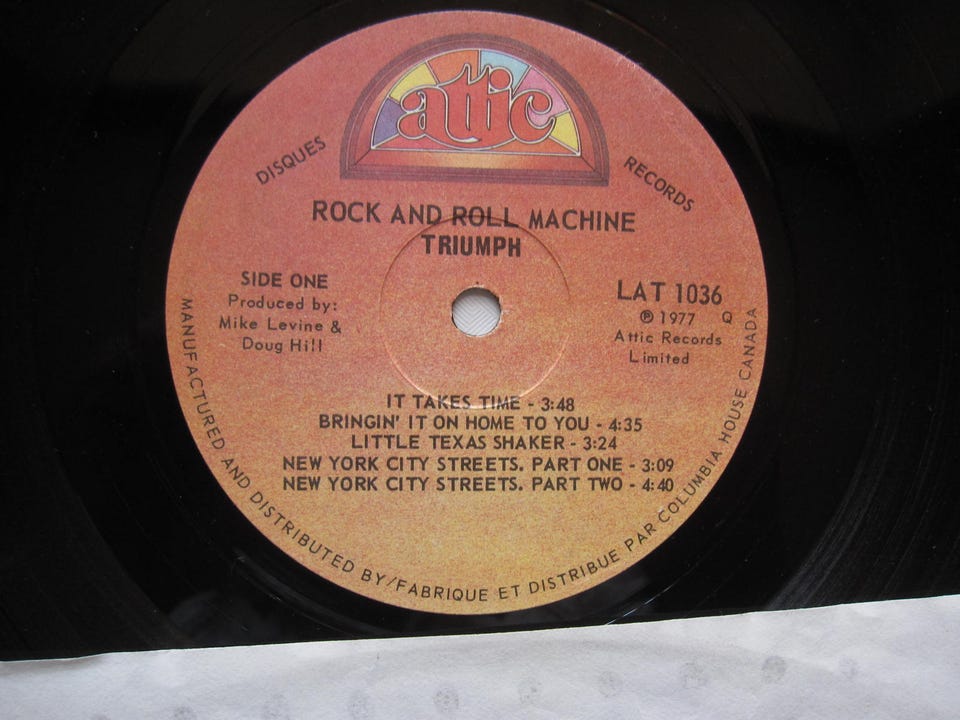 attic
DISQUES
RECORDS
ROCK AND ROLL MACHINE
TRIUMPH
SIDE ONE
Produced by:
Mike Levine &
Doug Hill
LAT 1036
℗ 1977 Q
Attic Records
Limited
IT TAKES TIME - 3:48
BRINGIN' IT ON HOME TO YOU - 4:35
LITTLE TEXAS SHAKER - 3:24
NEW YORK CITY STREETS. PART ONE - 3:09
NEW YORK CITY STREETS. PART TWO - 4:40
MANUFACTURED AND DISTRIBUTED BY/FABRIQUE ET DISTRIBUE PAR COLUMBIA HOUSE CANADA